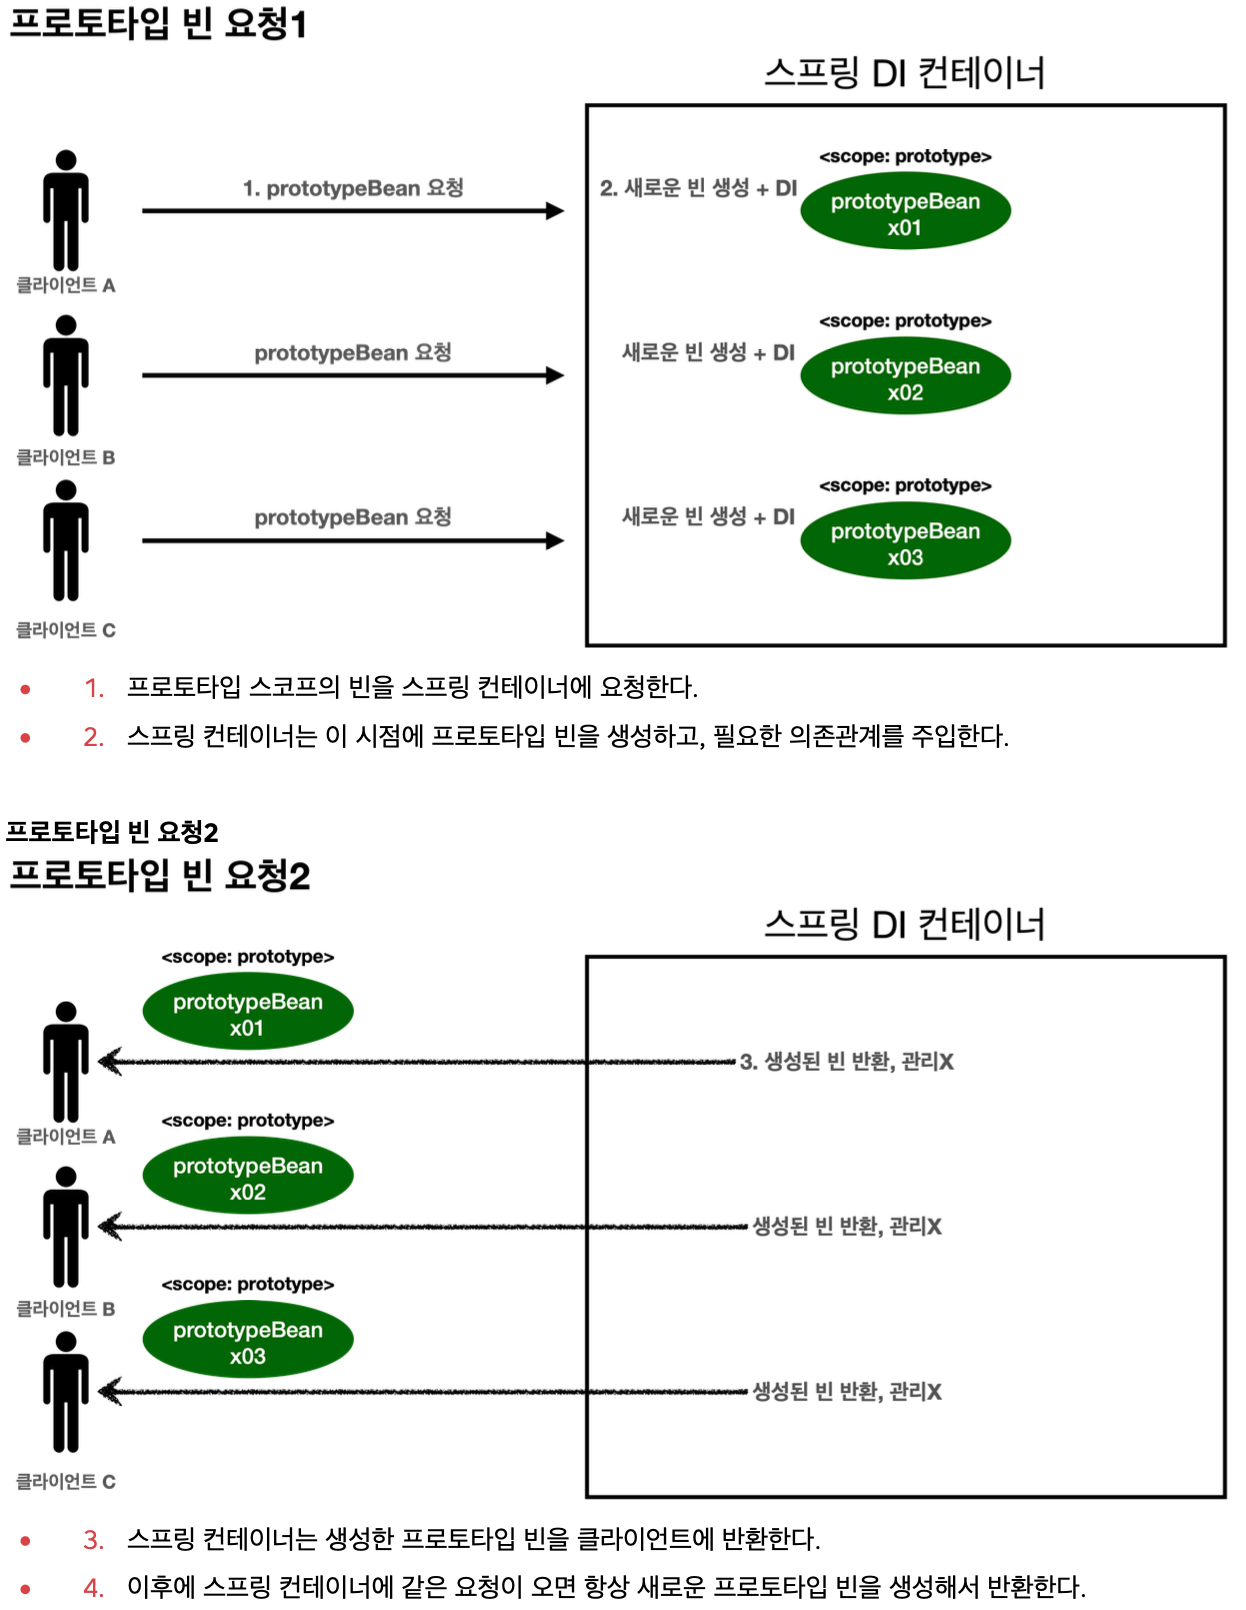 프로토타입 빈 요청1
스프링 DI 컨테이너
<scope: prototype>
1. prototypeBean 요청
2. 새로운 빈 생성 + DI
prototypeBean
x01
클라이언트 A
<scope: prototype>
prototypeBean 요청
새로운 빈 생성 + DI
prototypeBean
x02
클라이언트 B
<scope: prototype>
prototypeBean 요청
새로운 빈 생성 + DI
prototypeBean
x03
클라이언트 C
• 1. 프로토타입 스코프의 빈을 스프링 컨테이너에 요청한다.
• 2. 스프링 컨테이너는 이 시점에 프로토타입 빈을 생성하고, 필요한 의존관계를 주입한다.
프로토타입 빈 요청2
프로토타입 빈 요청2
스프링 DI 컨테이너
<scope: prototype>
prototypeBean
x01
3. 생성된 빈 반환, 관리X
클라이언트 A
<scope: prototype>
prototypeBean
x02
생성된 빈 반환, 관리X
클라이언트 B
<scope: prototype>
prototypeBean
x03
생성된 빈 반환, 관리X
클라이언트 C
• 3. 스프링 컨테이너는 생성한 프로토타입 빈을 클라이언트에 반환한다.
• 4. 이후에 스프링 컨테이너에 같은 요청이 오면 항상 새로운 프로토타입 빈을 생성해서 반환한다.